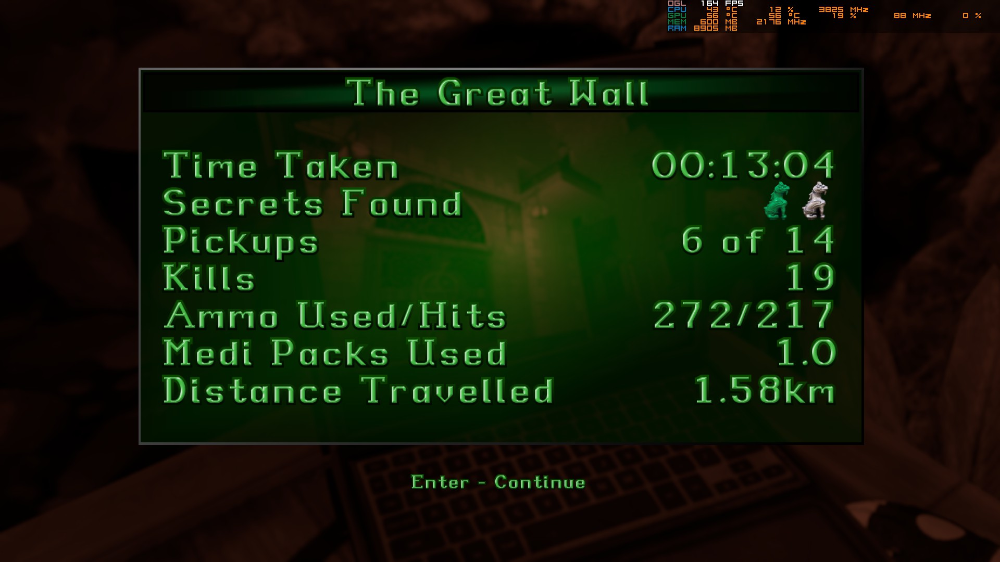 OGL 164 FPS
CPU 43 °C 12 % 3825 MHz
GPU 56 °C 56 °C 19 % 88 MHz 0 %
MEM 600 MB 2176 MHz
RAM 8905 MB
The Great Wall
Time Taken 00:13:04
Secrets Found
Pickups 6 of 14
Kills 19
Ammo Used/Hits 272/217
Medi Packs Used 1.0
Distance Travelled 1.58km
Enter - Continue